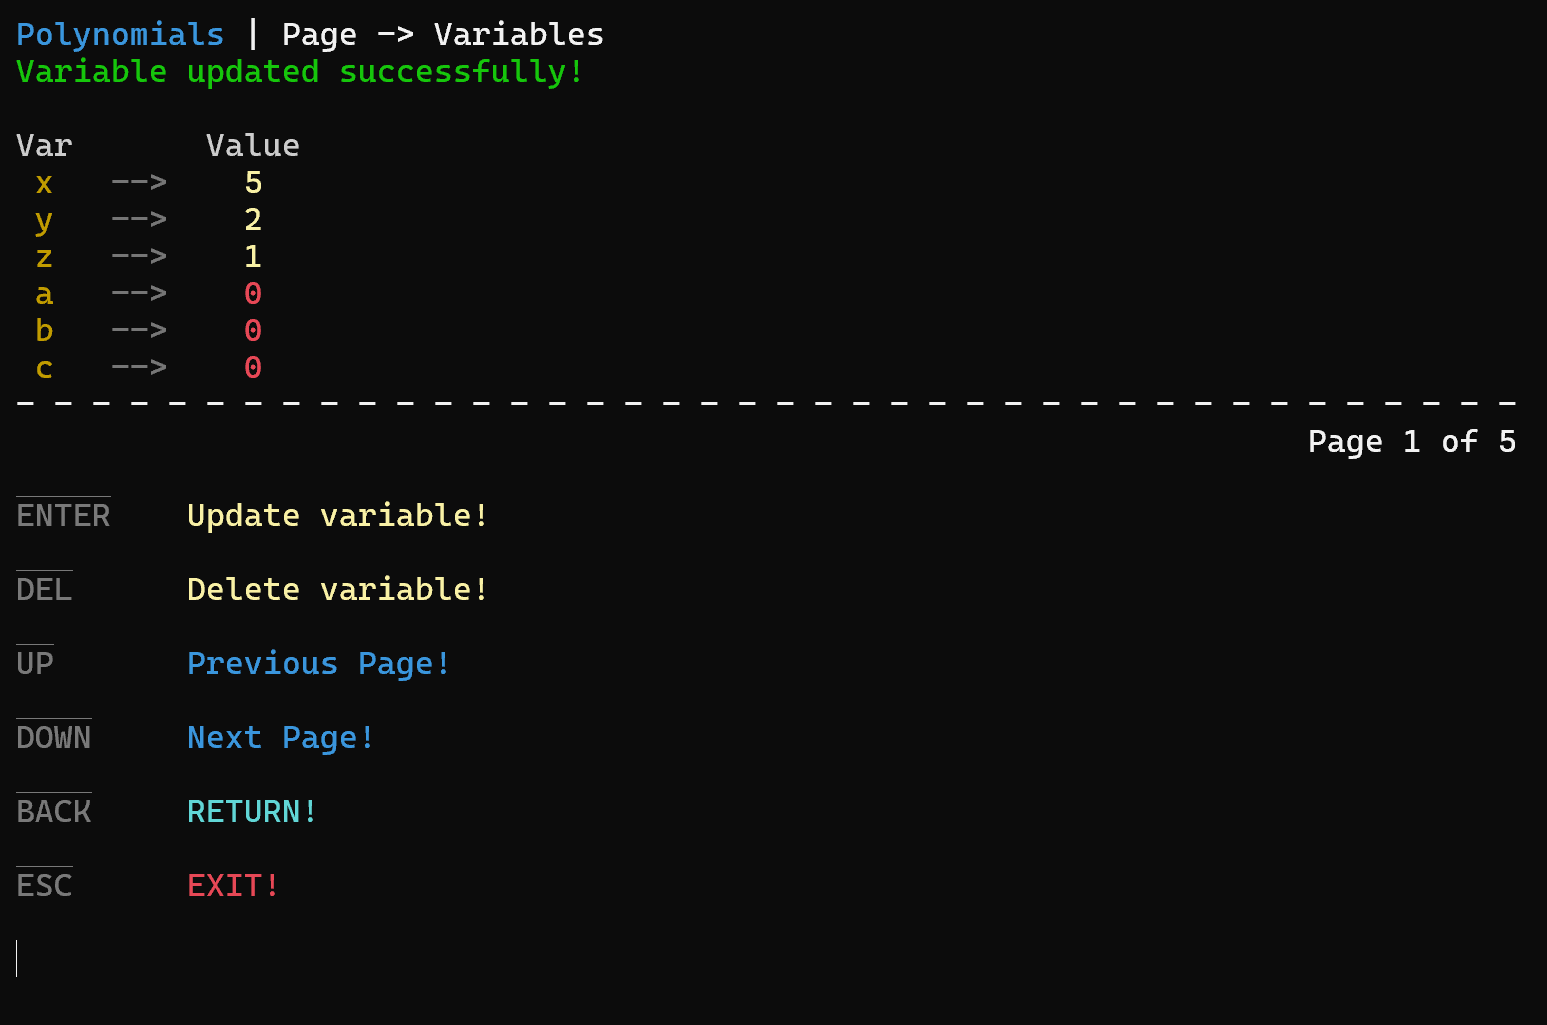 Polynomials | Page -> Variables
Variable updated successfully!
Var Value
x --> 5
y --> 2
z --> 1
a --> 0
b --> 0
c --> 0
- - - - - - - - - - - - - - - - - - - - - - - - - - - - - - - - - - - - - - - -
Page 1 of 5
ENTER Update variable!
DEL Delete variable!
UP Previous Page!
DOWN Next Page!
BACK RETURN!
ESC EXIT!